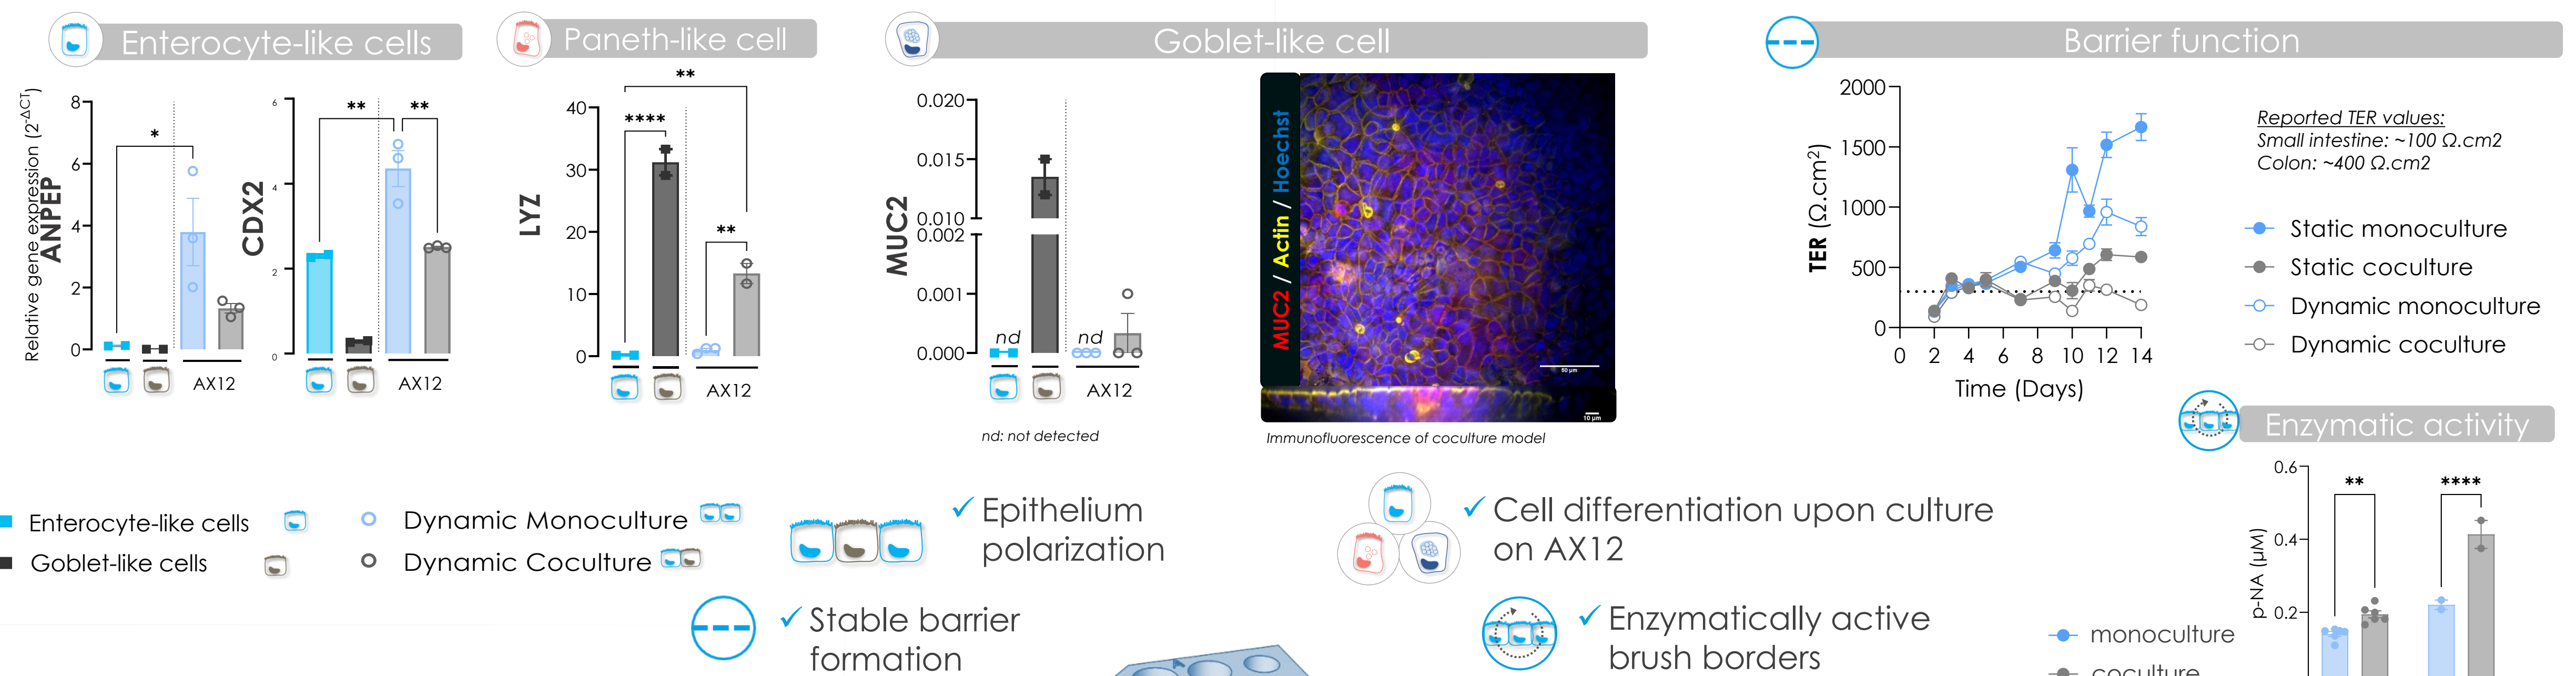 Enterocyte-like cells
Relative gene expression (2^-ΔCT)
ANPEP
8
6
4
2
0
*
AX12
CDX2
6
4
2
0
**
**
AX12
Paneth-like cell
LYZ
40
30
20
10
0
**
****
**
AX12
Goblet-like cell
MUC2
0.020
0.015
0.010
0.002
0.001
0.000
nd
nd
AX12
nd: not detected
MUC2 / Actin / Hoechst
50 µm
10 µm
Immunofluorescence of coculture model
Barrier function
TER (Ω.cm2)
2000
1500
1000
500
0
0 2 4 6 8 10 12 14
Time (Days)
Reported TER values:
Small intestine: ~100 Ω.cm2
Colon: ~400 Ω.cm2
Static monoculture
Static coculture
Dynamic monoculture
Dynamic coculture
Enterocyte-like cells
Goblet-like cells
Dynamic Monoculture
Dynamic Coculture
Epithelium
polarization
Cell differentiation upon culture
on AX12
Stable barrier
formation
Enzymatically active
brush borders
Enzymatic activity
p-NA (µM)
0.6
0.4
0.2
**
****
monoculture
coculture